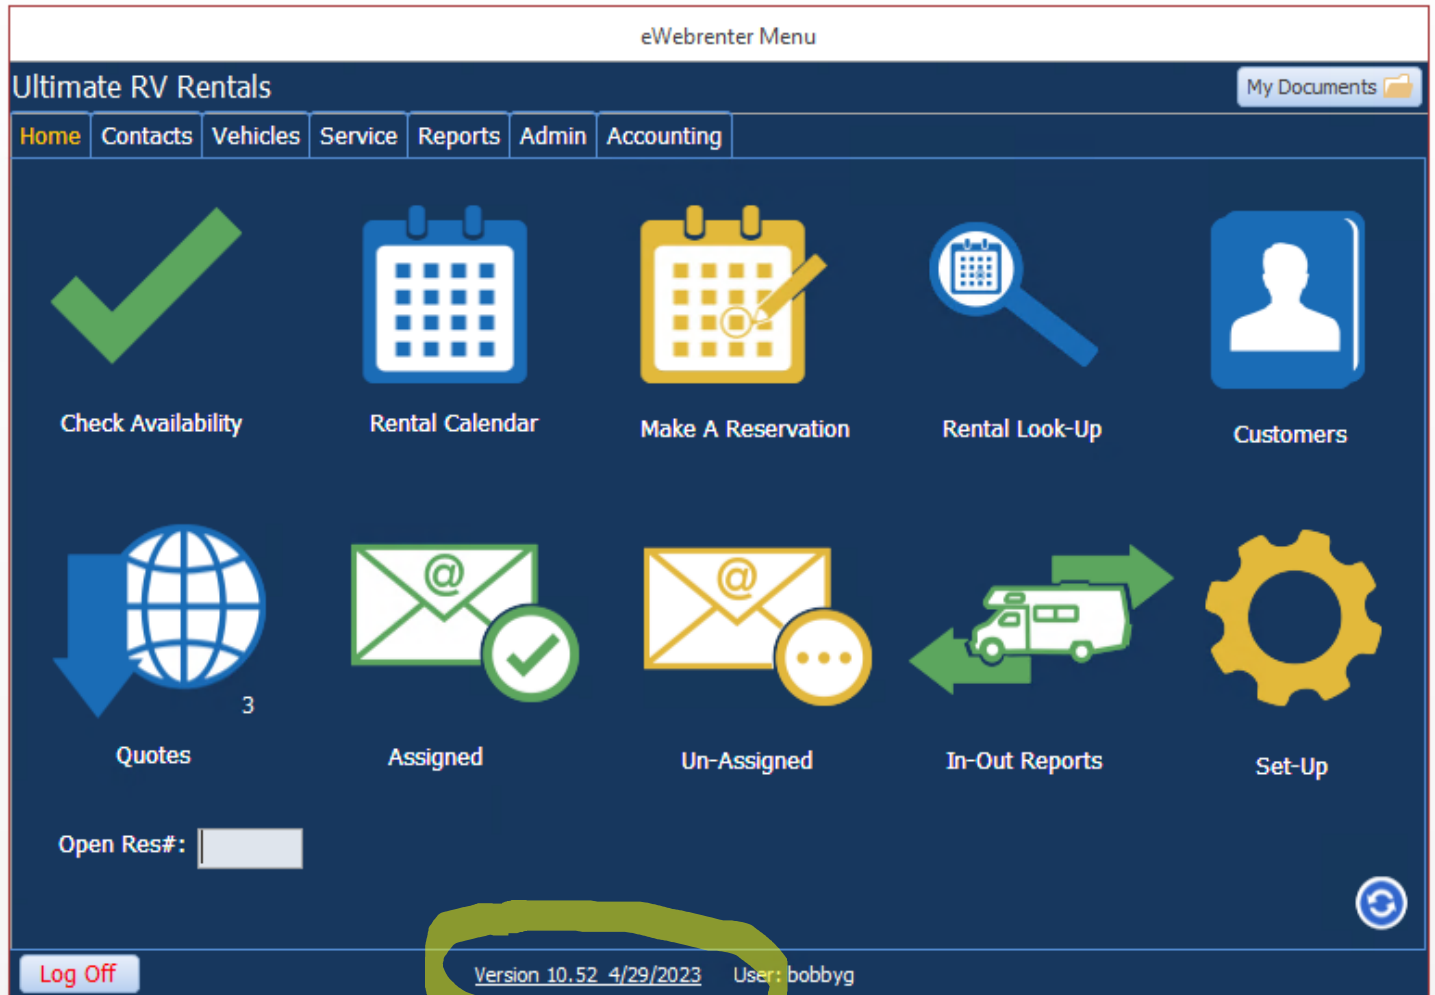 eWebrenter Menu
Ultimate RV Rentals
My Documents
Home Contacts Vehicles Service Reports Admin Accounting
Check Availability
Rental Calendar
Make A Reservation
Rental Look-Up
Customers
@
@
3
Quotes
Assigned
Un-Assigned
In-Out Reports
Set-Up
Open Res#:
Log Off
Version 10.52 4/29/2023
User: bobbyg